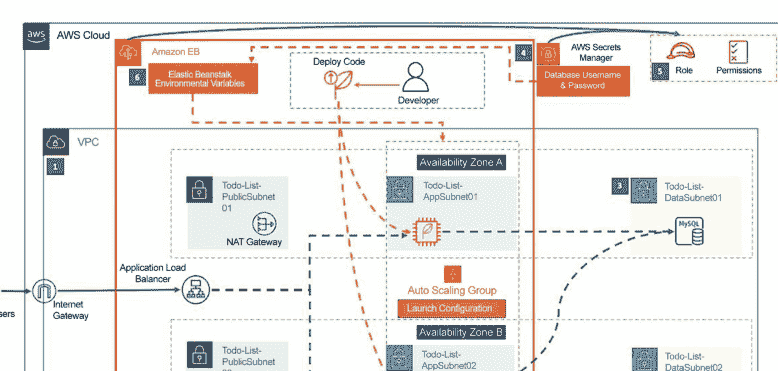 aws
AWS Cloud
Amazon EB
6
Elastic Beanstalk
Environmental Variables
Deploy Code
Developer
4
AWS Secrets
Manager
Database Username
& Password
5
Role
Permissions
VPC
1
Availability Zone A
Todo-List-
PublicSubnet
01
NAT Gateway
Todo-List-
AppSubnet01
3
Todo-List-
DataSubnet01
MySQL
Application Load
Balancer
Internet
Gateway
sers
Auto Scaling Group
Launch Configuration
Availability Zone B
Todo-List-
PublicSubnet
Todo-List-
AppSubnet02
Todo-List-
DataSubnet02